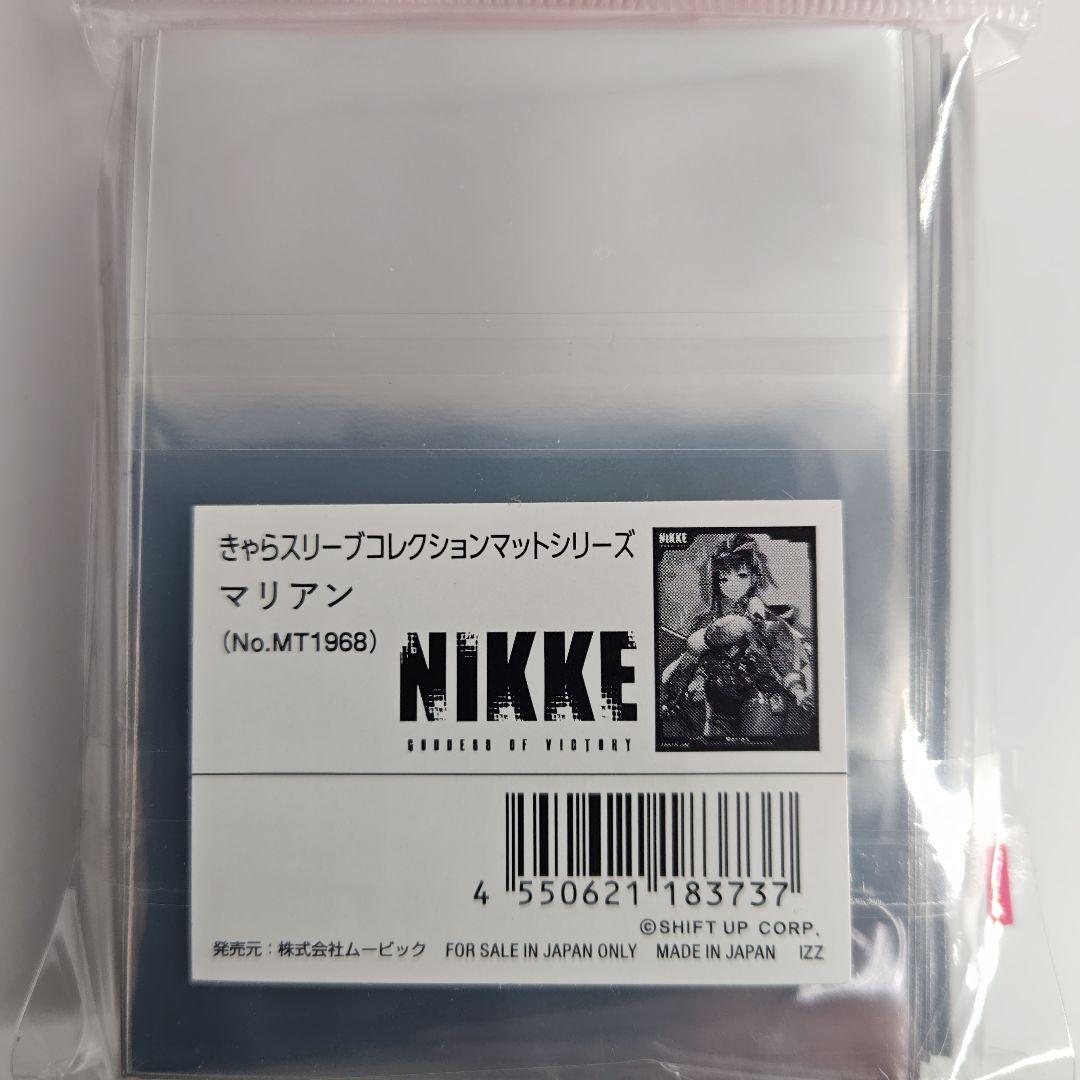 きゃらスリーブコレクションマットシリーズ
マリアン
(No.MT1968)
NIKKE
GODDESS OF VICTORY
NIKKE
4 550621 183737
©SHIFT UP CORP.
発売元：株式会社ムービック FOR SALE IN JAPAN ONLY MADE IN JAPAN IZZ